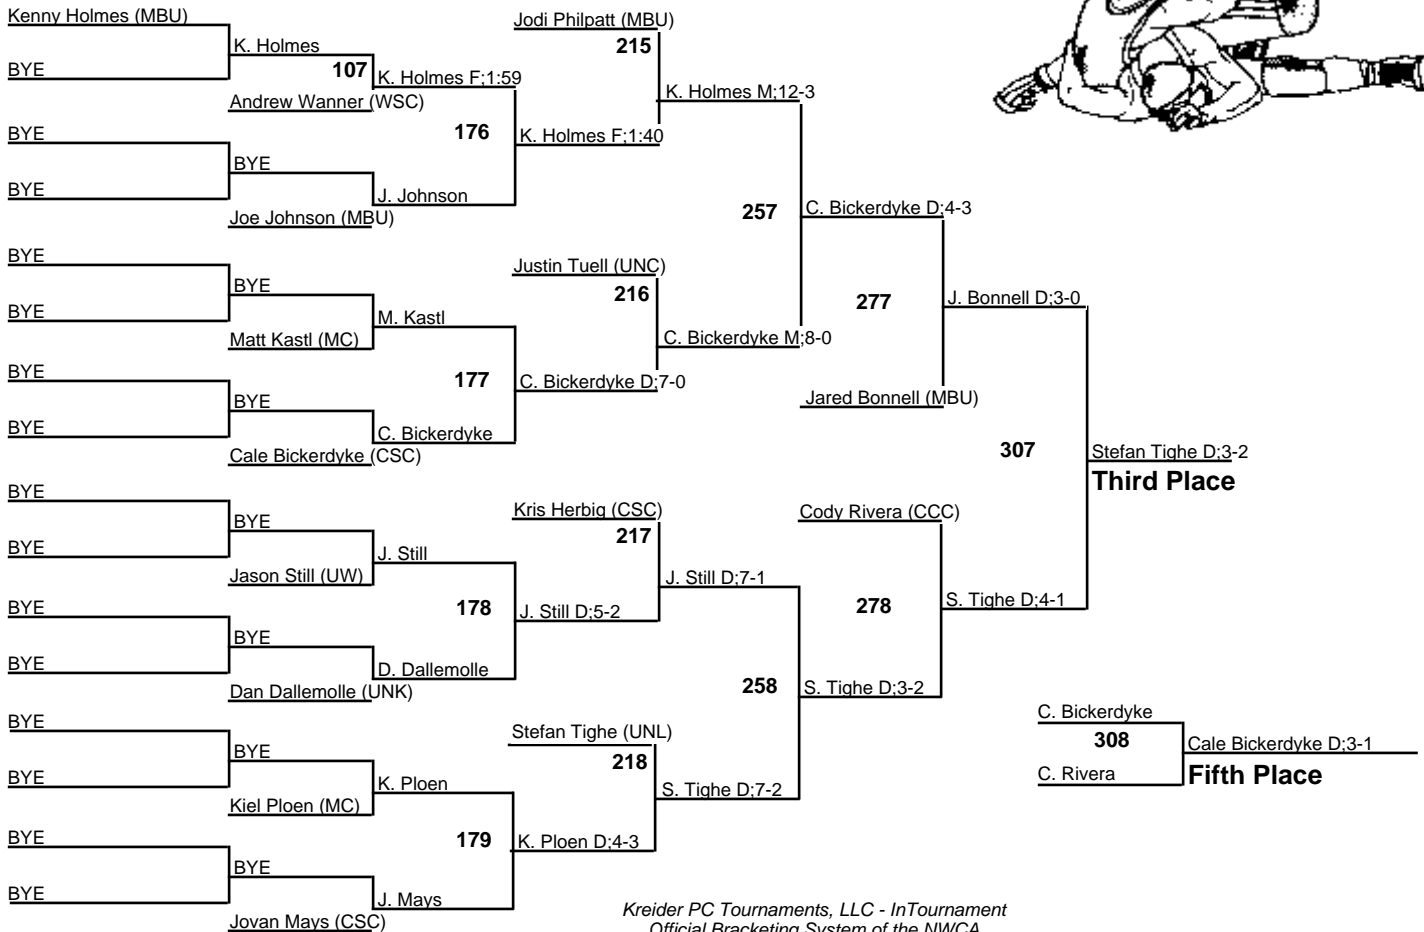 Kenny Holmes (MBU)
BYE
K. Holmes
107
Andrew Wanner (WSC)
K. Holmes F;1:59
BYE
BYE
BYE
Joe Johnson (MBU)
J. Johnson
176
K. Holmes F;1:40
Jodi Philpatt (MBU)
215
K. Holmes M;12-3
BYE
BYE
BYE
Matt Kastl (MC)
M. Kastl
BYE
BYE
BYE
Cale Bickerdyke (CSC)
C. Bickerdyke
177
C. Bickerdyke D;7-0
Justin Tuell (UNC)
216
C. Bickerdyke M;8-0
257
C. Bickerdyke D;4-3
277
Jared Bonnell (MBU)
J. Bonnell D;3-0
BYE
BYE
BYE
Jason Still (UW)
J. Still
BYE
BYE
BYE
Dan Dallemolle (UNK)
D. Dallemolle
178
J. Still D;5-2
Kris Herbig (CSC)
217
J. Still D;7-1
BYE
BYE
BYE
Kiel Ploen (MC)
K. Ploen
BYE
BYE
BYE
Jovan Mays (CSC)
J. Mays
179
K. Ploen D;4-3
Stefan Tighe (UNL)
218
S. Tighe D;7-2
258
S. Tighe D;3-2
Cody Rivera (CCC)
278
S. Tighe D;4-1
307
Stefan Tighe D;3-2
Third Place
C. Bickerdyke
308
C. Rivera
Cale Bickerdyke D;3-1
Fifth Place
Kreider PC Tournaments, LLC - InTournament
Official Bracketing System of the NWCA